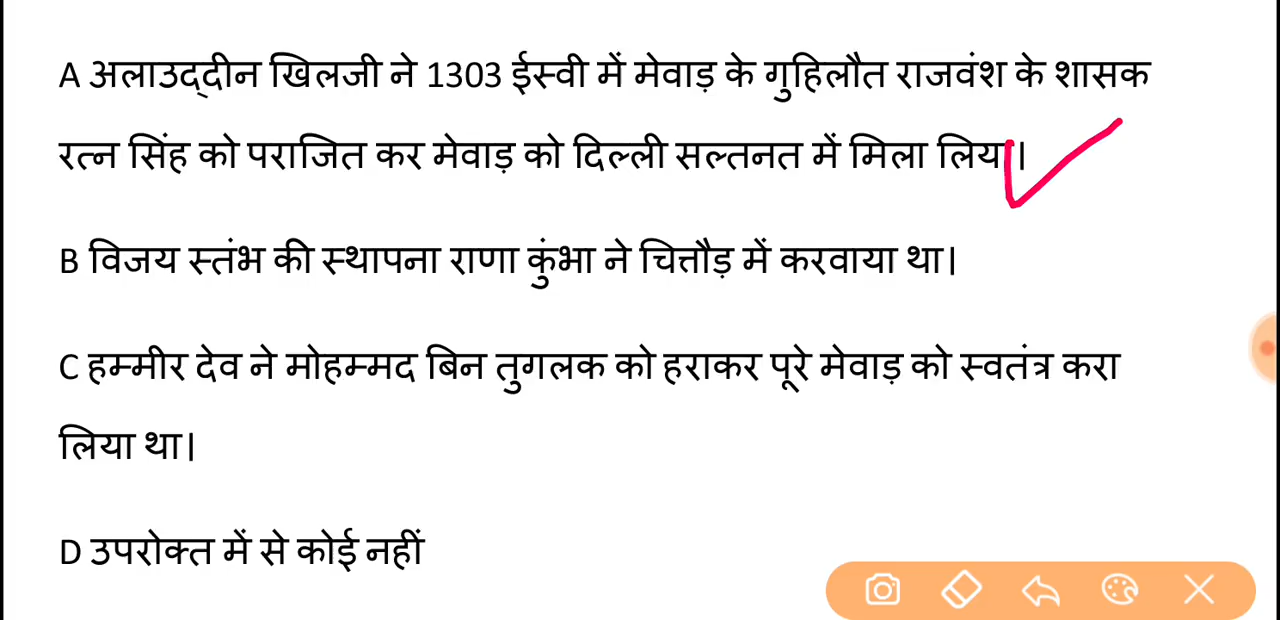 A अलाउद्दीन खिलजी ने 1303 ईस्वी में मेवाड़ के गुहिलौत राजवंश के शासक
रत्न सिंह को पराजित कर मेवाड़ को दिल्ली सल्तनत में मिला लिया।
B विजय स्तंभ की स्थापना राणा कुंभा ने चित्तौड़ में करवाया था।
C हम्मीर देव ने मोहम्मद बिन तुगलक को हराकर पूरे मेवाड़ को स्वतंत्र करा
लिया था।
D उपरोक्त में से कोई नहीं